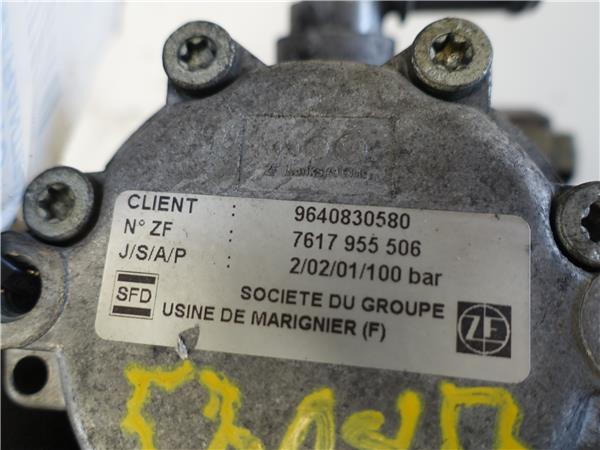 CLIENT : 9640830580
N° ZF : 7617 955 506
J/S/A/P : 2/02/01/100 bar
SFD SOCIETE DU GROUPE ZF
USINE DE MARIGNIER (F)